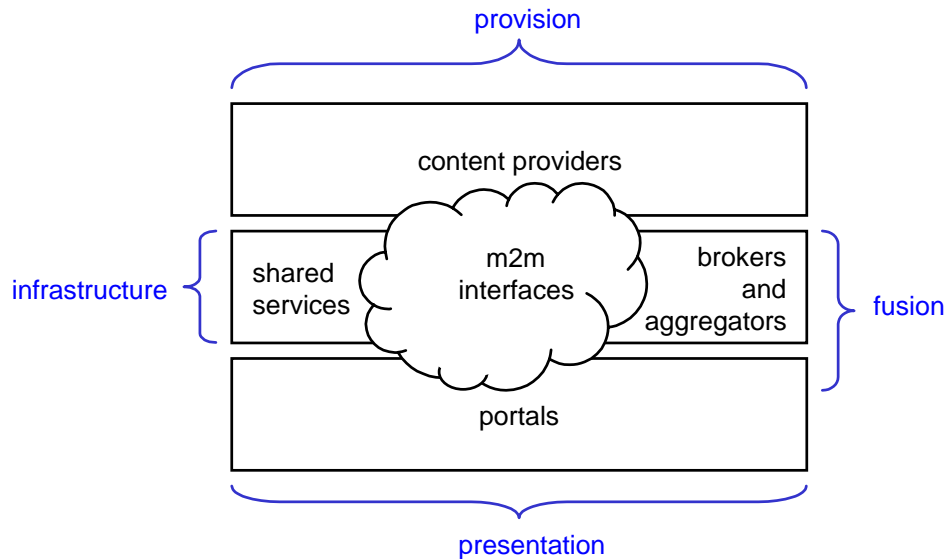 provision
content providers
infrastructure
shared
services
m2m
interfaces
brokers
and
aggregators
fusion
portals
presentation